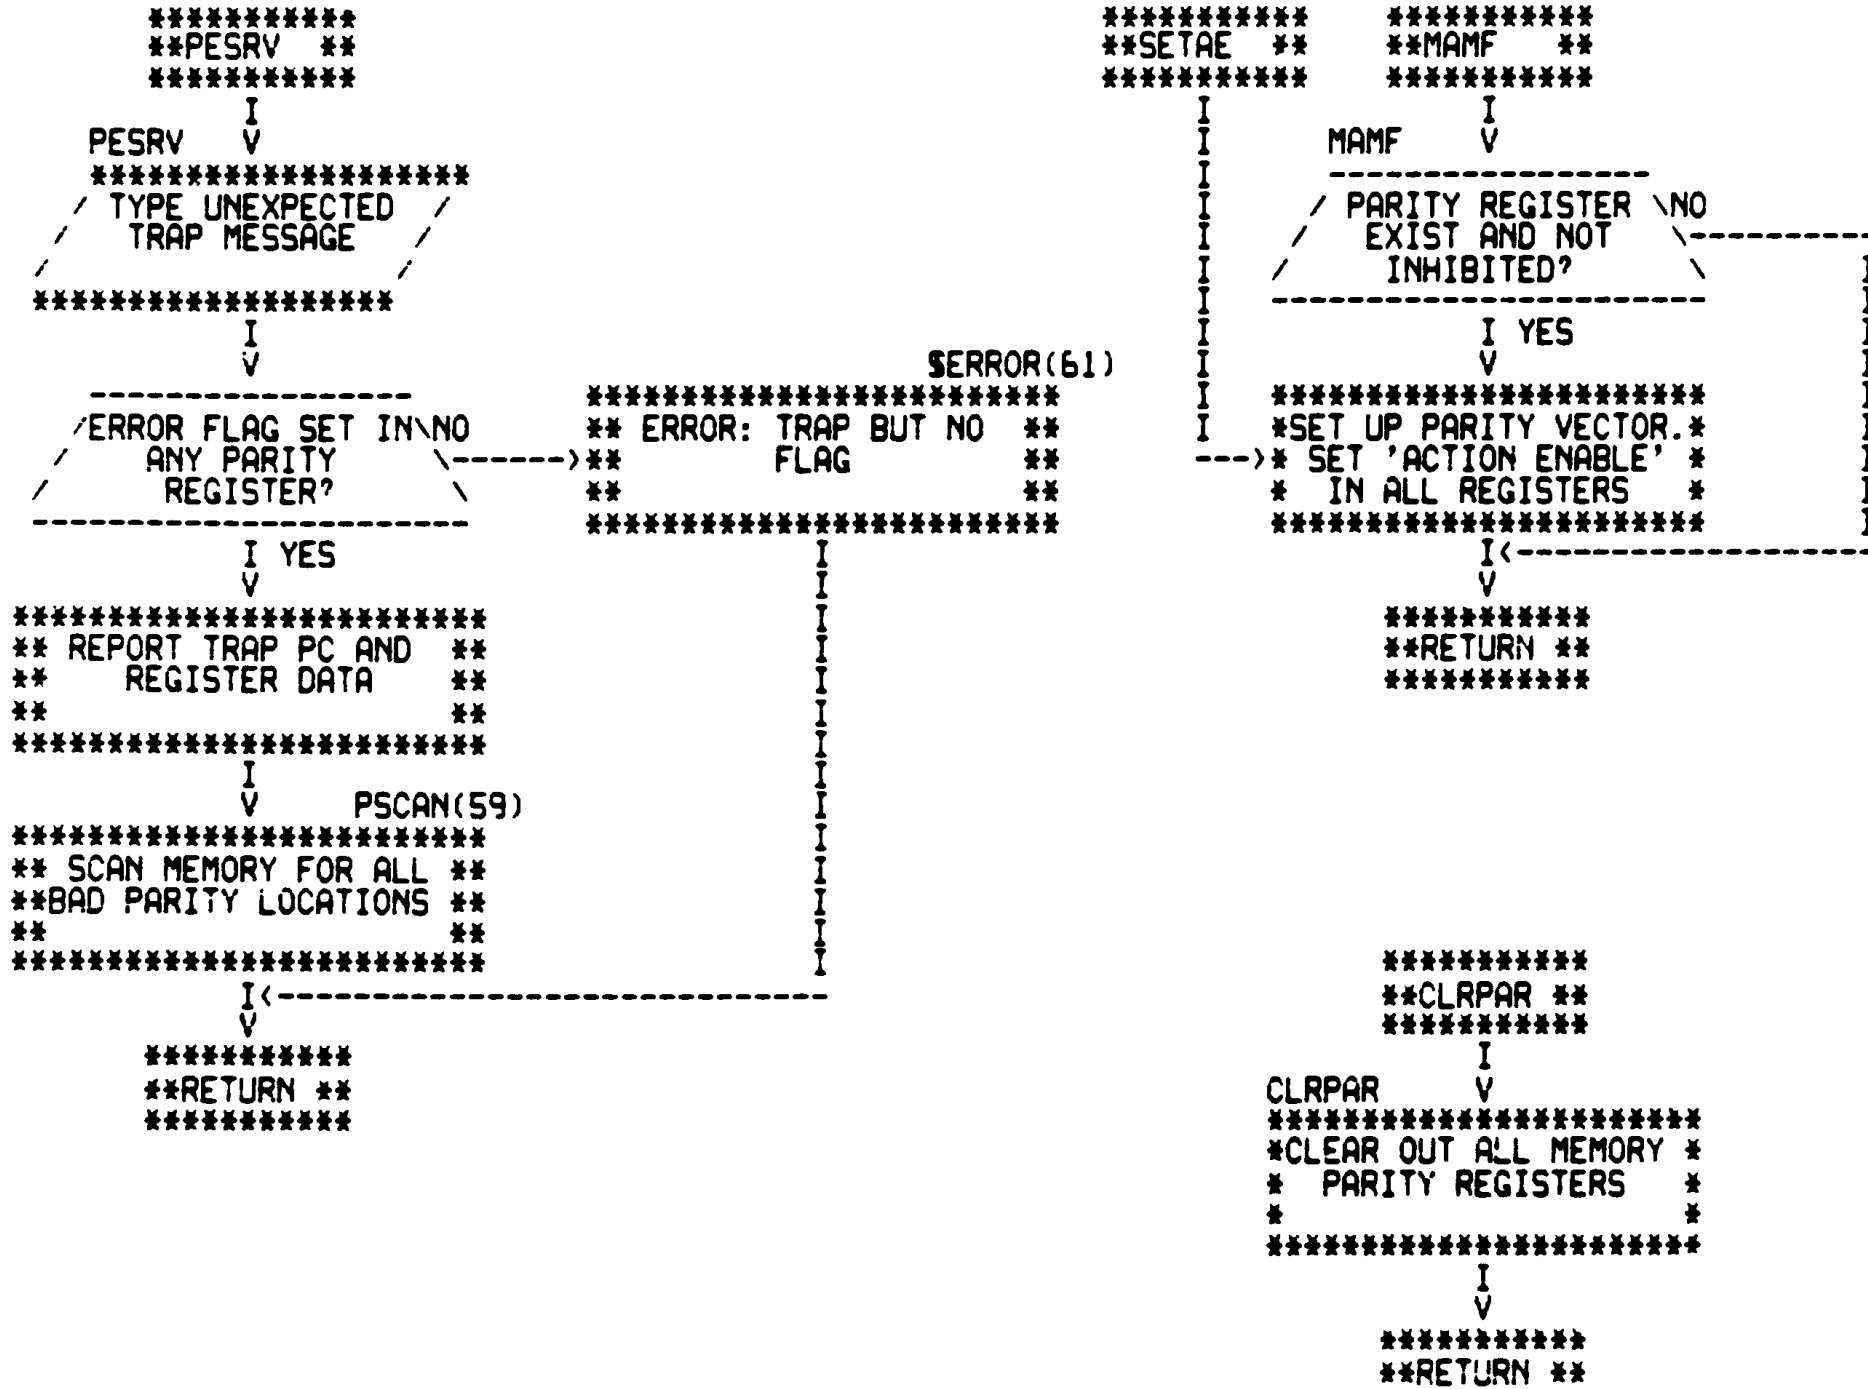 **PESRV  **
PESRV
TYPE UNEXPECTED
TRAP MESSAGE
ERROR FLAG SET IN NO
ANY PARITY
REGISTER?
YES
$ERROR(61)
** ERROR: TRAP BUT NO **
** FLAG **
** REPORT TRAP PC AND **
** REGISTER DATA **
PSCAN(59)
** SCAN MEMORY FOR ALL **
**BAD PARITY LOCATIONS **
**RETURN **
**SETAE  **
**MAMF   **
MAMF
PARITY REGISTER NO
EXIST AND NOT
INHIBITED?
YES
*SET UP PARITY VECTOR.*
* SET 'ACTION ENABLE' *
* IN ALL REGISTERS *
**RETURN **
**CLRPAR **
CLRPAR
*CLEAR OUT ALL MEMORY *
* PARITY REGISTERS *
**RETURN **